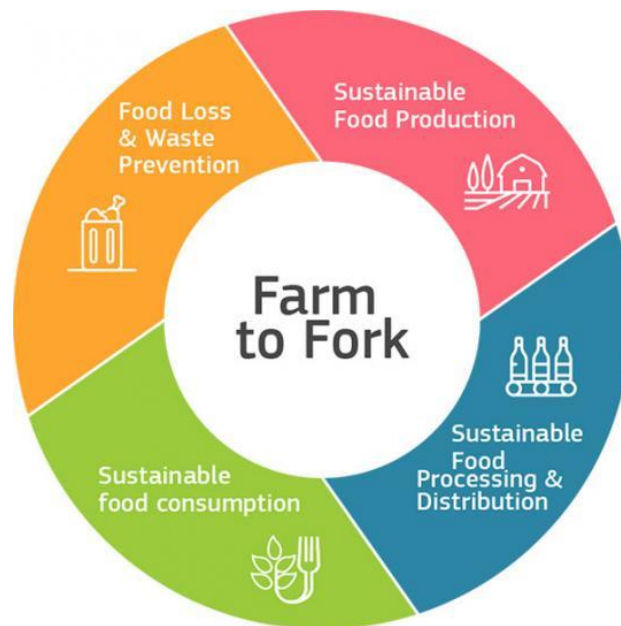 Food Loss
& Waste
Prevention
Sustainable
Food Production
Farm
to Fork
Sustainable
Food
Processing &
Distribution
Sustainable
food consumption